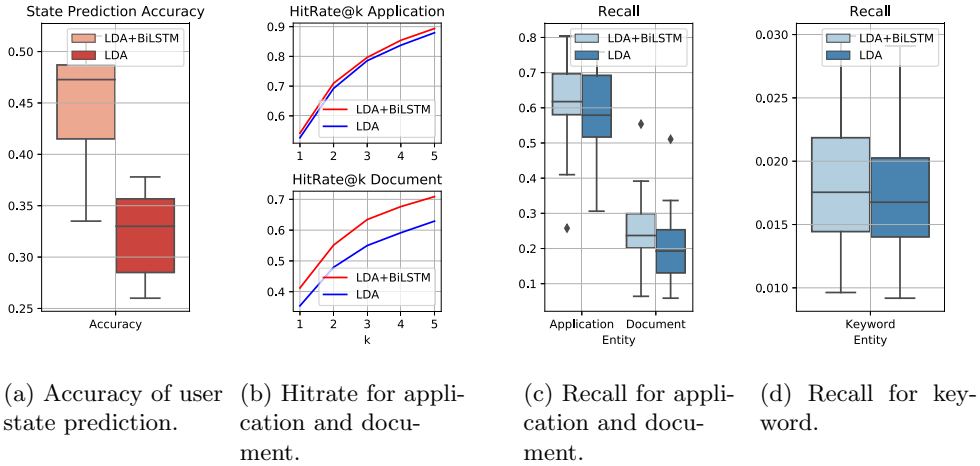 State Prediction Accuracy
LDA+BiLSTM
LDA
0.50
0.45
0.40
0.35
0.30
0.25
Accuracy
HitRate@k Application
0.9
0.8
0.7
0.6
LDA+BiLSTM
LDA
1 2 3 4 5
HitRate@k Document
0.7
0.6
0.5
0.4
LDA+BiLSTM
LDA
1 2 3 4 5
k
Recall
LDA+BiLSTM
LDA
0.9
0.8
0.7
0.6
0.5
0.4
0.3
0.2
0.1
Application Document
Entity
Recall
LDA+BiLSTM
LDA
0.030
0.025
0.020
0.015
0.010
Keyword
Entity
(a) Accuracy of user
state prediction.
(b) Hitrate for appli-
cation and docu-
ment.
(c) Recall for appli-
cation and docu-
ment.
(d) Recall for key-
word.